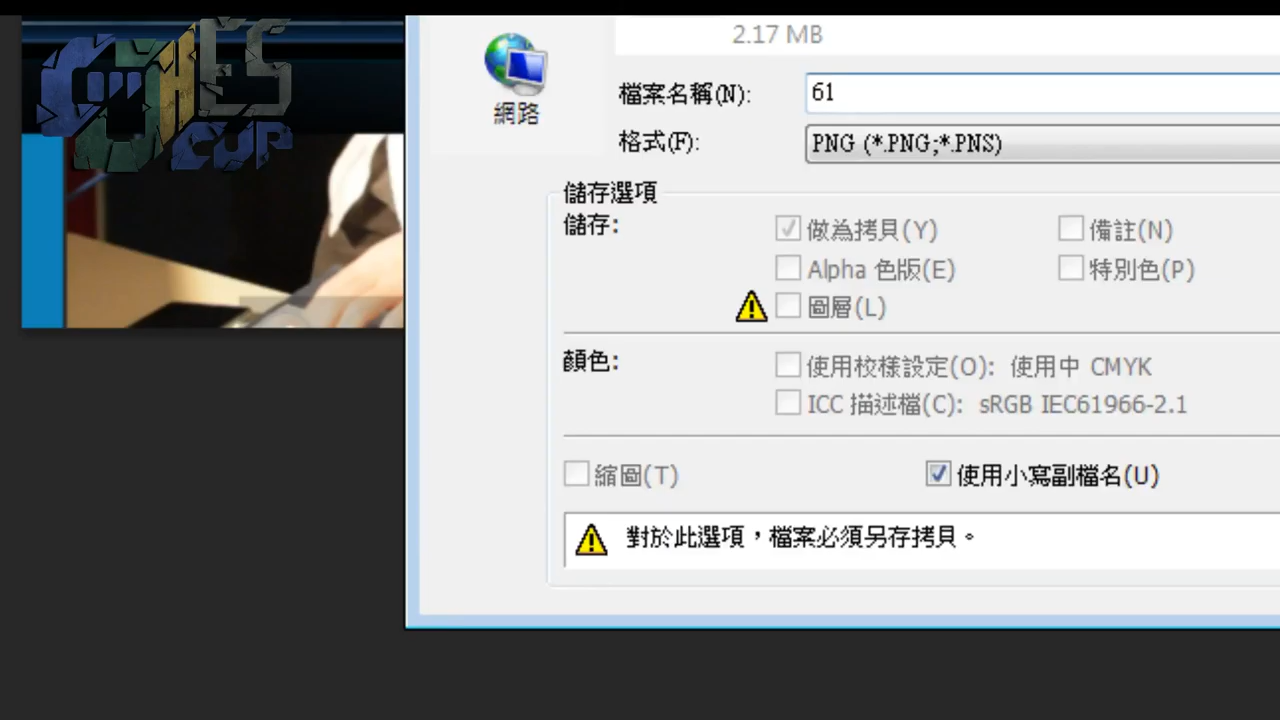 COHES
CUP
2.17 MB
網路
檔案名稱(N):
61
格式(F):
PNG (*.PNG;*.PNS)
儲存選項
儲存:
做為拷貝(Y)
備註(N)
Alpha 色版(E)
特別色(P)
圖層(L)
顏色:
使用校樣設定(O): 使用中 CMYK
ICC 描述檔(C): sRGB IEC61966-2.1
縮圖(T)
使用小寫副檔名(U)
對於此選項，檔案必須另存拷貝。